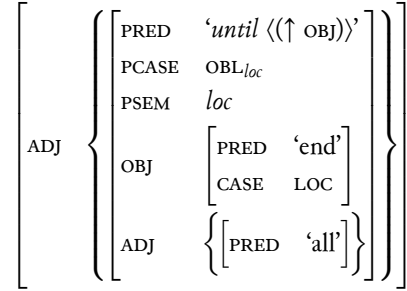 PRED ‘until ⟨(↑ OBJ)⟩’
PCASE OBL_loc
PSEM loc
ADJ
OBJ
PRED ‘end’
CASE LOC
ADJ
PRED ‘all’